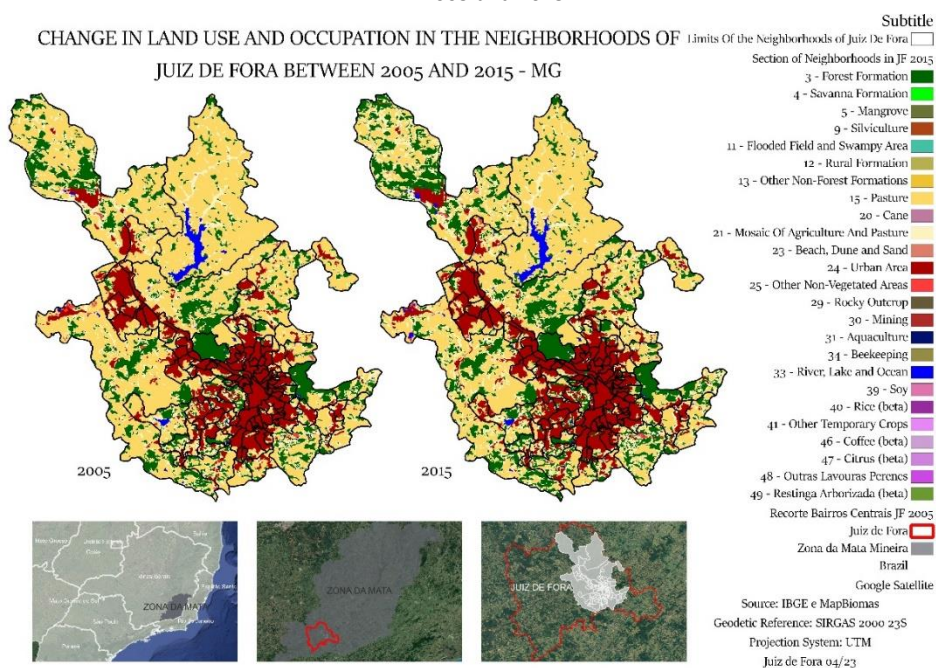 CHANGE IN LAND USE AND OCCUPATION IN THE NEIGHBORHOODS OF
JUIZ DE FORA BETWEEN 2005 AND 2015 - MG
2005
2015
Subtitle
Limits Of the Neighborhoods of Juiz De Fora
Section of Neighborhoods in JF 2015
3 - Forest Formation
4 - Savanna Formation
5 - Mangrove
9 - Silviculture
11 - Flooded Field and Swampy Area
12 - Rural Formation
13 - Other Non-Forest Formations
15 - Pasture
20 - Cane
21 - Mosaic Of Agriculture And Pasture
23 - Beach, Dune and Sand
24 - Urban Area
25 - Other Non-Vegetated Areas
29 - Rocky Outcrop
30 - Mining
31 - Aquaculture
34 - Beekeeping
33 - River, Lake and Ocean
39 - Soy
40 - Rice (beta)
41 - Other Temporary Crops
46 - Coffee (beta)
47 - Citrus (beta)
48 - Outras Lavouras Perenes
49 - Restinga Arborizada (beta)
Recorte Bairros Centrais JF 2005
Juiz de Fora
Zona da Mata Mineira
Brazil
Google Satellite
Source: IBGE e MapBiomas
Geodetic Reference: SIRGAS 2000 23S
Projection System: UTM
Juiz de Fora 04/23
Bahia
Goiás
ZONA DA MATA
Rio de Janeiro
São Paulo
Paraná
ZONA DA MATA
JUIZ DE FORA